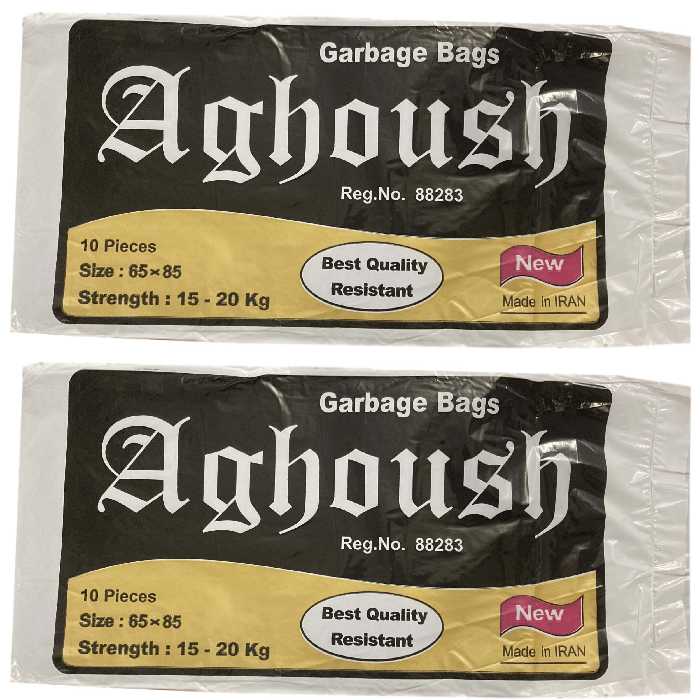 Garbage Bags
Aghoush
Reg.No. 88283
10 Pieces
Size : 65×85
Strength : 15 - 20 Kg
Best Quality
Resistant
New
Made in IRAN
Garbage Bags
Aghoush
Reg.No. 88283
10 Pieces
Size : 65×85
Strength : 15 - 20 Kg
Best Quality
Resistant
New
Made in IRAN